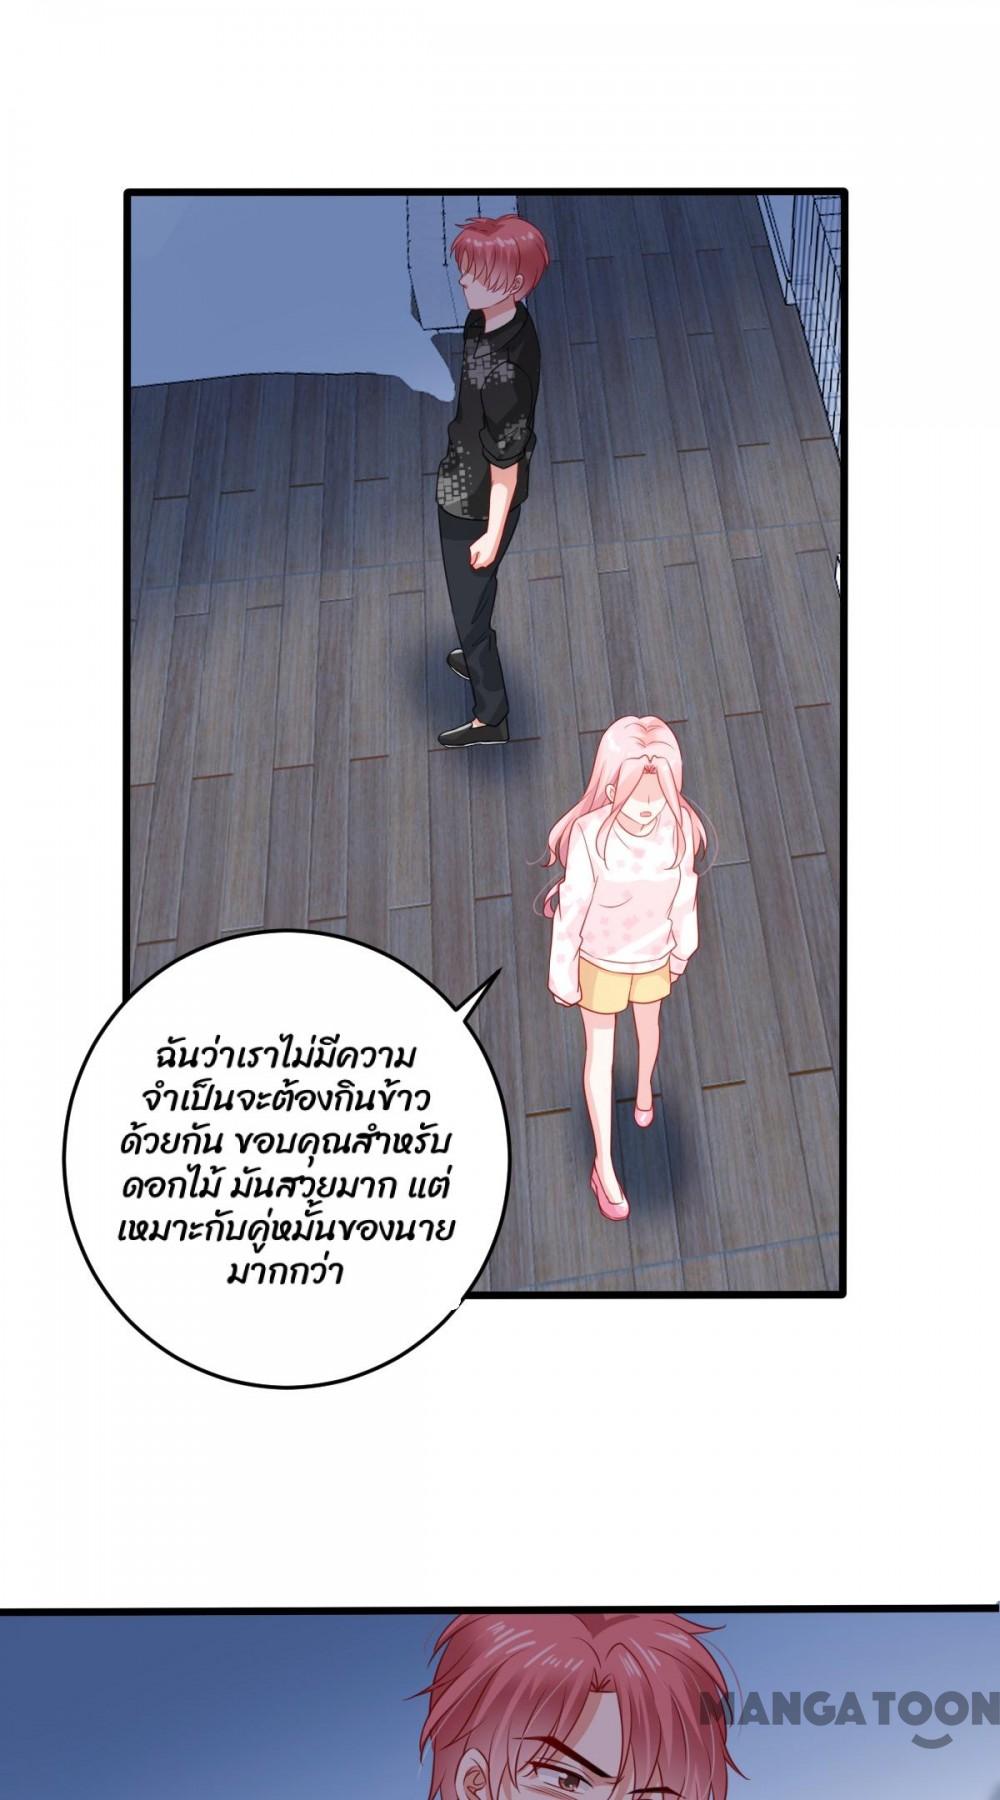 ฉันว่าเราไม่มีความ
จำเป็นจะต้องกินข้าว
ด้วยกัน ขอบคุณสำหรับ
ดอกไม้ มันสวยมาก แต่
เหมาะกับคู่หมั้นของนาย
มากกว่า
MANGA TOON